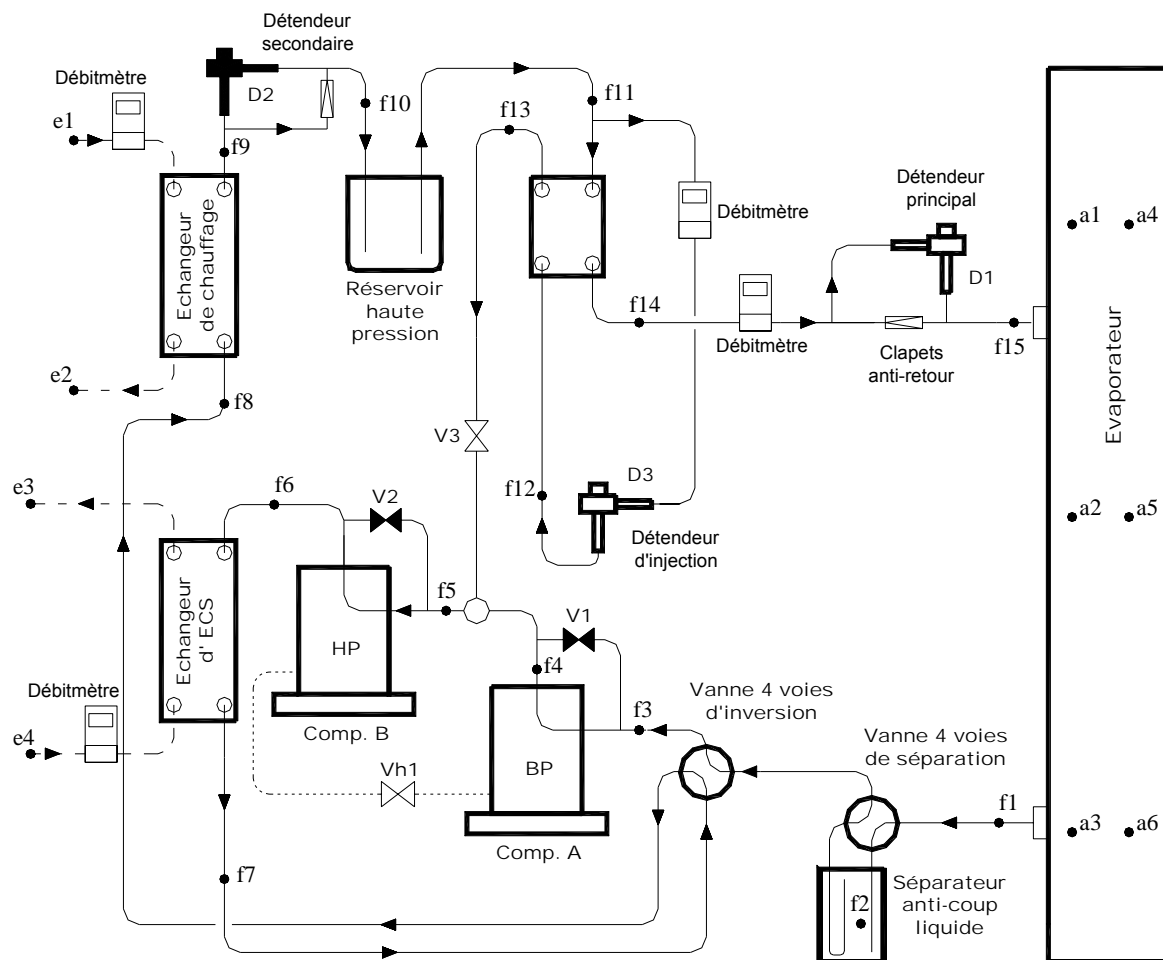 Détendeur
secondaire
Débitmètre
D2
e1
f9
f10
f13
f11
Echangeur
de chauffage
Réservoir
haute
pression
Débitmètre
Détendeur
principal
D1
a1
a4
f14
Débitmètre
Clapets
anti-retour
f15
e2
f8
V3
Evaporateur
e3
f6
V2
f12
D3
Détendeur
d'injection
a2
a5
Echangeur
d' ECS
f5
V1
HP
f4
Débitmètre
e4
Comp. B
Vanne 4 voies
d'inversion
f3
BP
Vh1
Vanne 4 voies
de séparation
f1
a3
a6
Comp. A
f7
f2
Séparateur
anti-coup
liquide